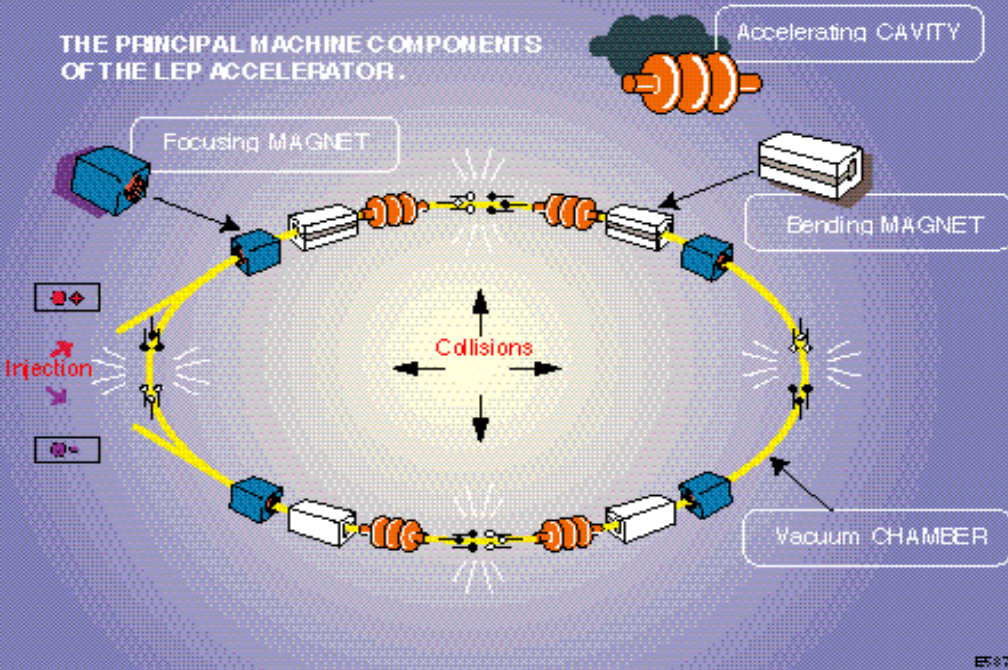 THE PRINCIPAL MACHINE COMPONENTS
OF THE LEP ACCELERATOR.
Accelerating CAVITY
Focusing MAGNET
Bending MAGNET
Collisions
Injection
Vacuum CHAMBER